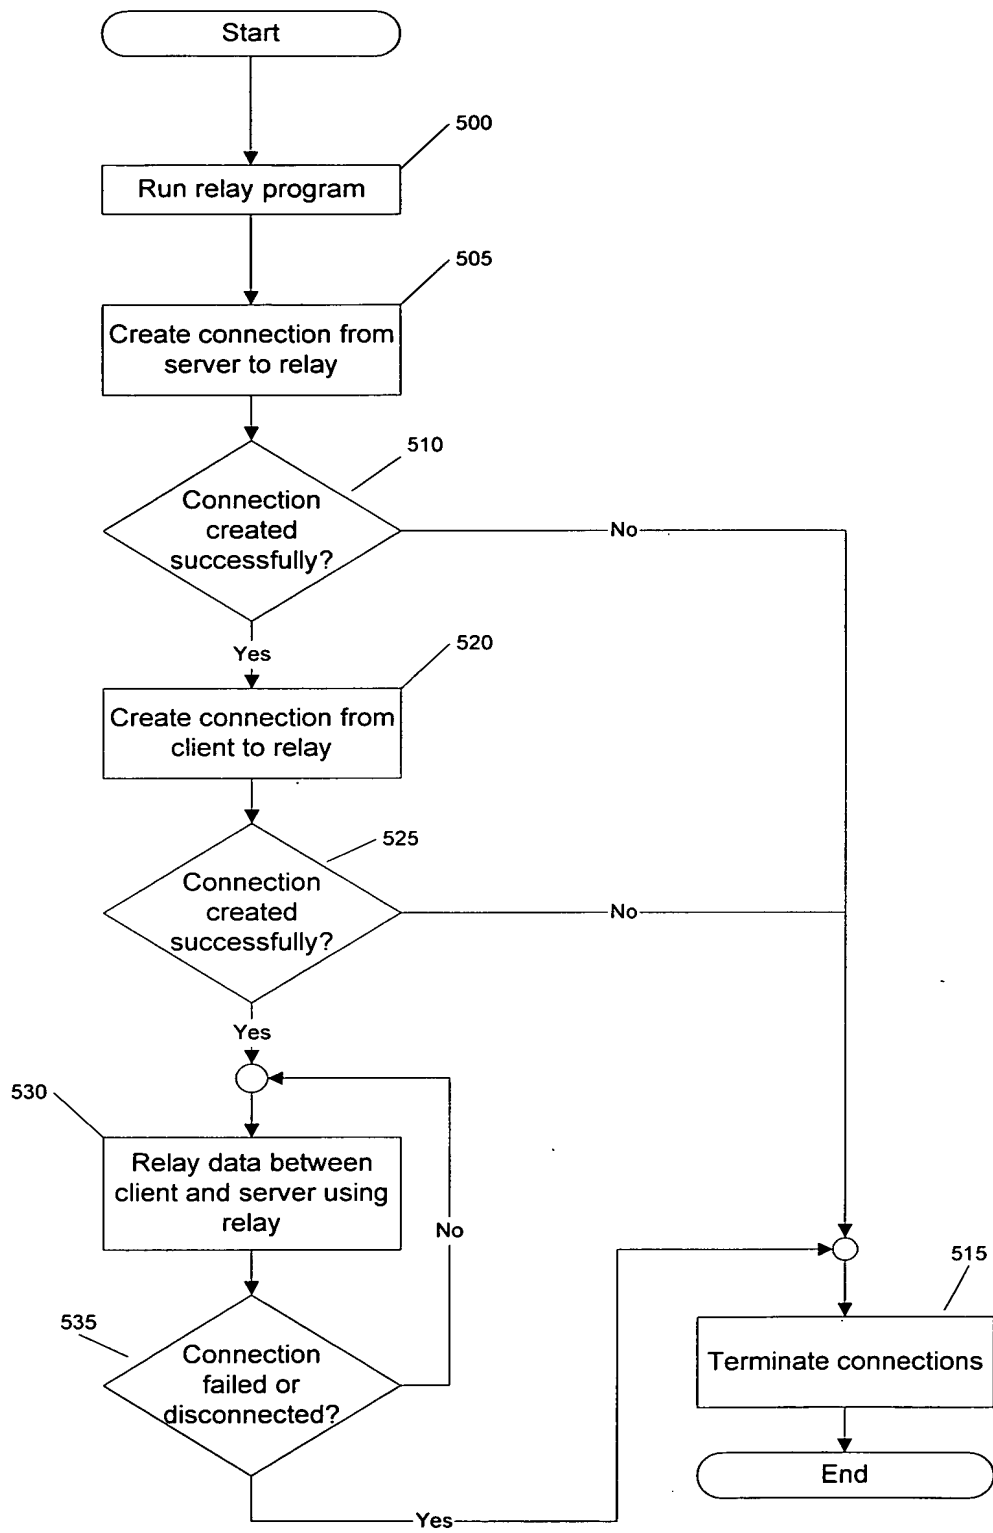 Start
500
Run relay program
505
Create connection from
server to relay
510
Connection
created
successfully?
No
Yes
520
Create connection from
client to relay
525
Connection
created
successfully?
No
Yes
530
Relay data between
client and server using
relay
No
515
535
Connection
failed or
disconnected?
Terminate connections
End
Yes